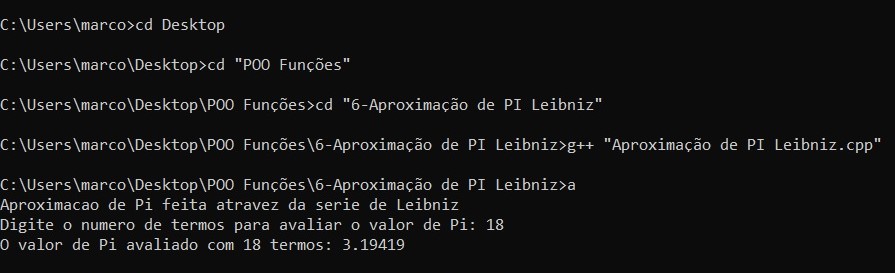 C:\Users\marco>cd Desktop
C:\Users\marco\Desktop>cd "POO Funções"
C:\Users\marco\Desktop\POO Funções>cd "6-Aproximação de PI Leibniz"
C:\Users\marco\Desktop\POO Funções\6-Aproximação de PI Leibniz>g++ "Aproximação de PI Leibniz.cpp"
C:\Users\marco\Desktop\POO Funções\6-Aproximação de PI Leibniz>a
Aproximacao de Pi feita atravez da serie de Leibniz
Digite o numero de termos para avaliar o valor de Pi: 18
O valor de Pi avaliado com 18 termos: 3.19419